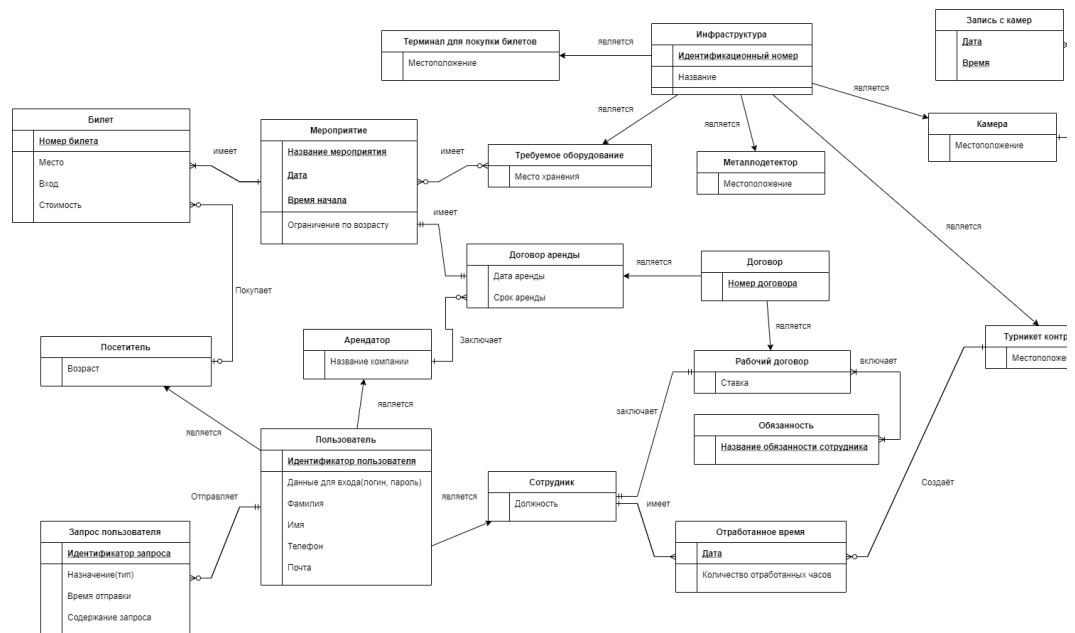 Запись с камер
Дата
Время
Инфраструктура
Идентификационный номер
Название
Терминал для покупки билетов
Местоположение
является
является
является
является
является
Билет
Номер билета
Место
Вход
Стоимость
имеет
Мероприятие
Название мероприятия
Дата
Время начала
Ограничение по возрасту
имеет
Требуемое оборудование
Место хранения
Металлодетектор
Местоположение
Камера
Местоположение
имеет
Договор аренды
Дата аренды
Срок аренды
является
Договор
Номер договора
является
Покупает
Заключает
Посетитель
Возраст
Арендатор
Название компании
Рабочий договор
Ставка
включает
Турникет контр
Местоположе
является
является
заключает
Обязанность
Название обязанности сотрудника
Пользователь
Идентификатор пользователя
Данные для входа(логин, пароль)
Фамилия
Имя
Телефон
Почта
Отправляет
является
Сотрудник
Должность
имеет
Создаёт
Запрос пользователя
Идентификатор запроса
Назначение(тип)
Время отправки
Содержание запроса
Отработанное время
Дата
Количество отработанных часов